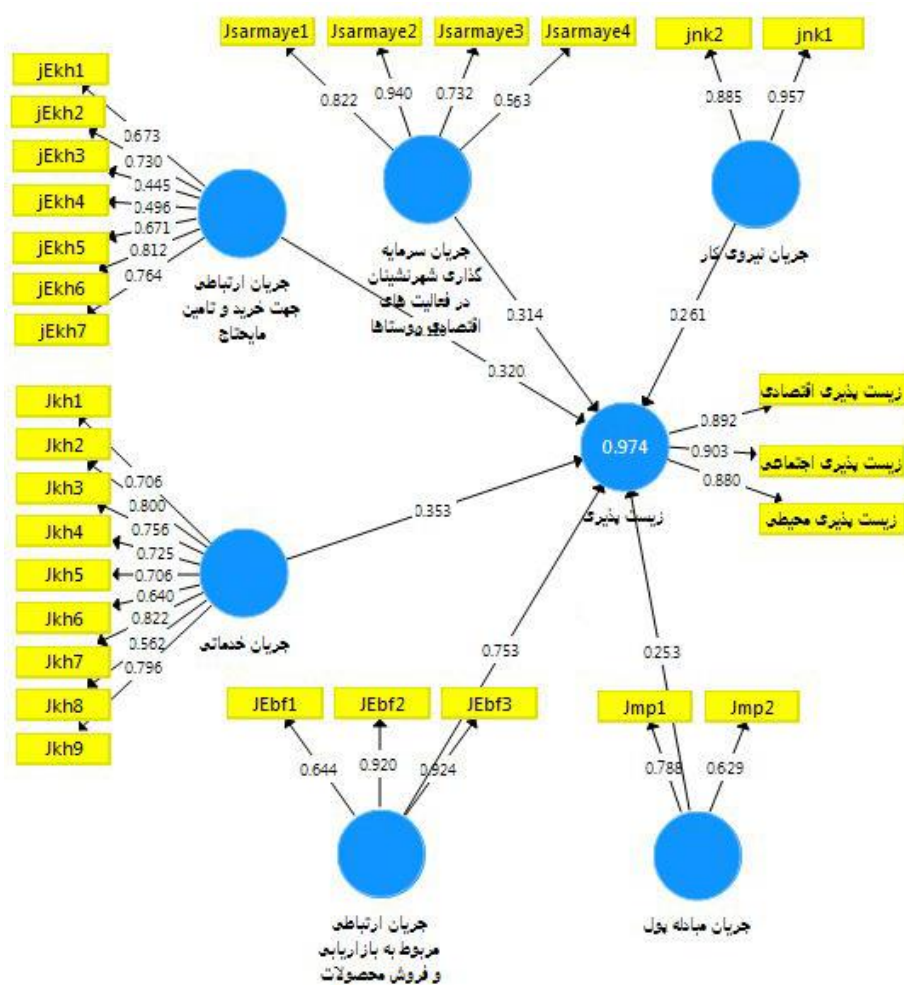 Jsarmaye1
Jsarmaye2
Jsarmaye3
Jsarmaye4
jnk2
jnk1
0.822
0.940
0.732
0.563
0.885
0.957
jEkh1
jEkh2
jEkh3
jEkh4
jEkh5
jEkh6
jEkh7
0.673
0.730
0.445
0.496
0.671
0.812
0.764
جریان ارتباطی
جهت خرید و تامین
مایحتاج
جریان سرمایه
گذاری شهرنشینان
در فعالیت های
اقتصادی روستاها
جریان نیروی کار
0.320
0.314
0.261
Jkh1
Jkh2
Jkh3
Jkh4
Jkh5
Jkh6
Jkh7
Jkh8
Jkh9
0.706
0.800
0.756
0.725
0.706
0.640
0.822
0.562
0.796
جریان خدماتی
0.353
0.974
زیست پذیری
0.892
0.903
0.880
زیست پذیری اقتصادی
زیست پذیری اجتماعی
زیست پذیری محیطی
0.753
0.253
JEbf1
JEbf2
JEbf3
0.644
0.920
0.924
جریان ارتباطی
مربوط به بازاریابی
و فروش محصولات
Jmp1
Jmp2
0.788
0.629
جریان مبادله پول